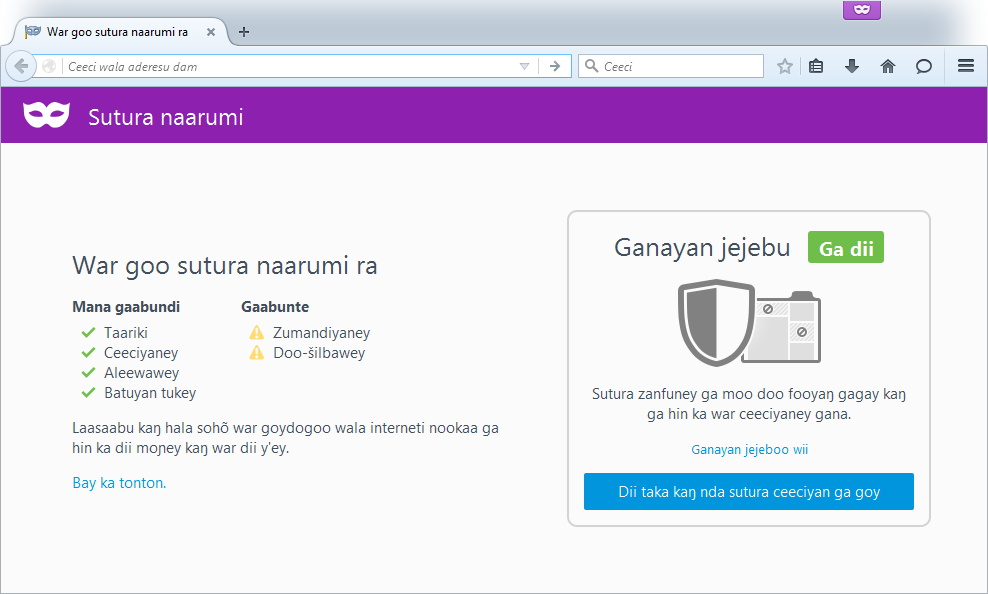 War goo sutura naarumi ra
Ceeci wala aderesu dam
Ceeci
Sutura naarumi
War goo sutura naarumi ra
Mana gaabundi
Taariki
Ceeciyaney
Aleewawey
Batuyan tukey
Gaabunte
Zumandiyaney
Doo-šilbawey
Laasaabu kaŋ hala sohõ war goydogoo wala interneti nookaa ga
hin ka dii moɲey kaŋ war dii y'ey.
Bay ka tonton.
Ganayan jejebu
Ga dii
Sutura zanfuney ga moo doo fooyaŋ gagay kaŋ
ga hin ka war ceeciyaney gana.
Ganayan jejeboo wii
Dii taka kaŋ nda sutura ceeciyan ga goy